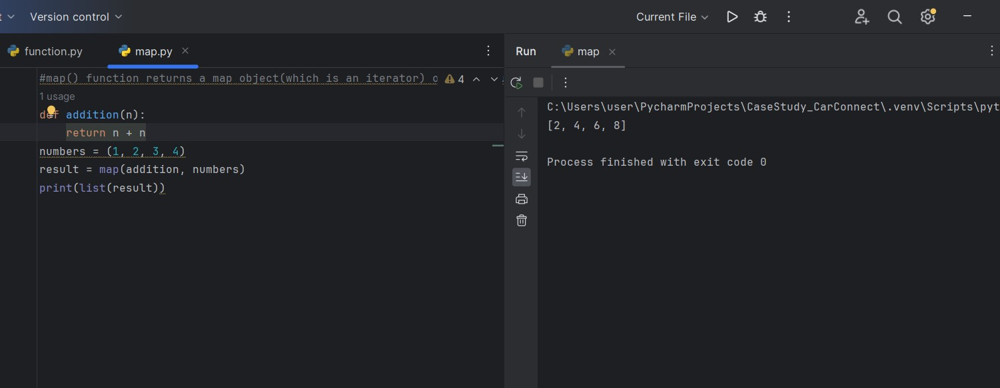 Version control
Current File
function.py
map.py
Run
map
#map() function returns a map object(which is an iterator)
4
1 usage
def addition(n):
return n + n
numbers = (1, 2, 3, 4)
result = map(addition, numbers)
print(list(result))
C:\Users\user\PycharmProjects\CaseStudy_CarConnect\.venv\Scripts\pyt
[2, 4, 6, 8]
Process finished with exit code 0